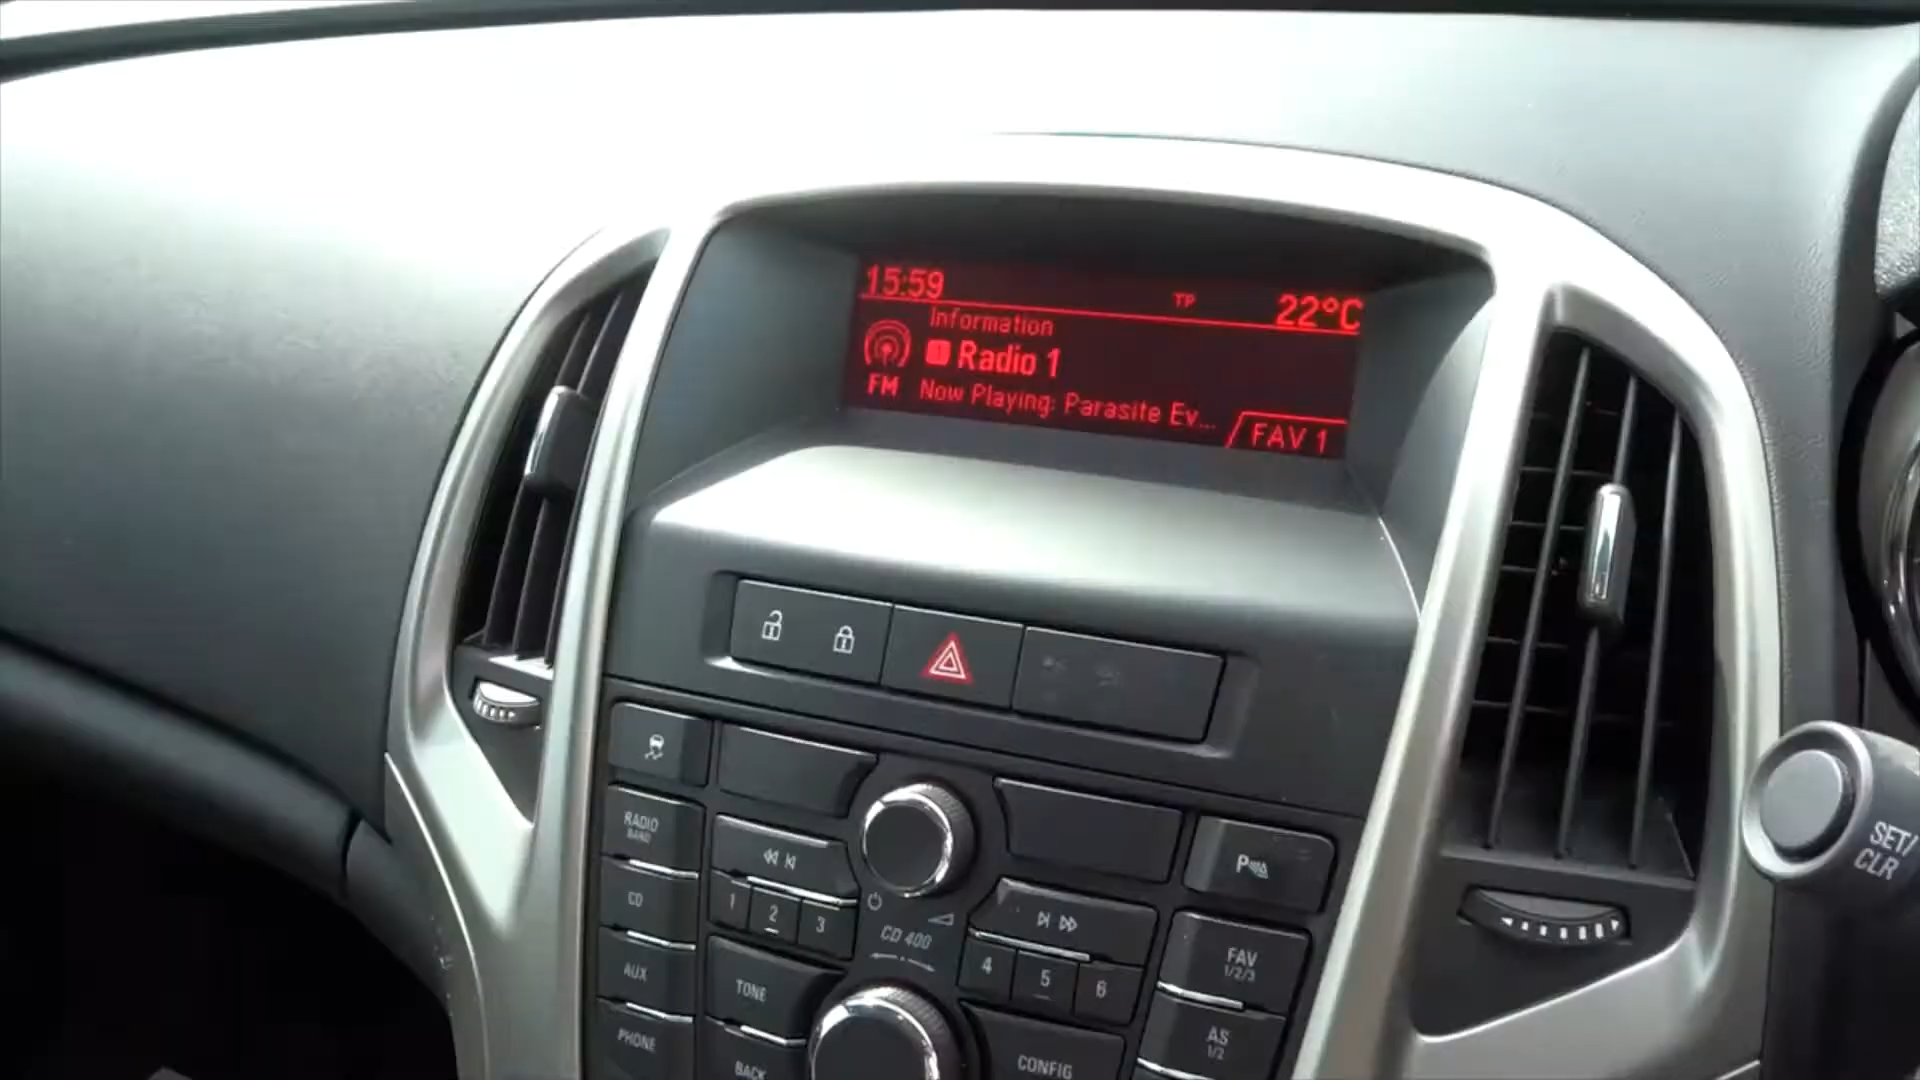 15:59 TP 22°C
Information
1 Radio 1
FM Now Playing: Parasite Ev...
FAV 1
RADIO
BAND
CD
AUX
PHONE
1 2 3
TONE
BACK
CD 400
4 5 6
CONFIG
P
FAV
1/2/3
AS
1/2
SET/
CLR